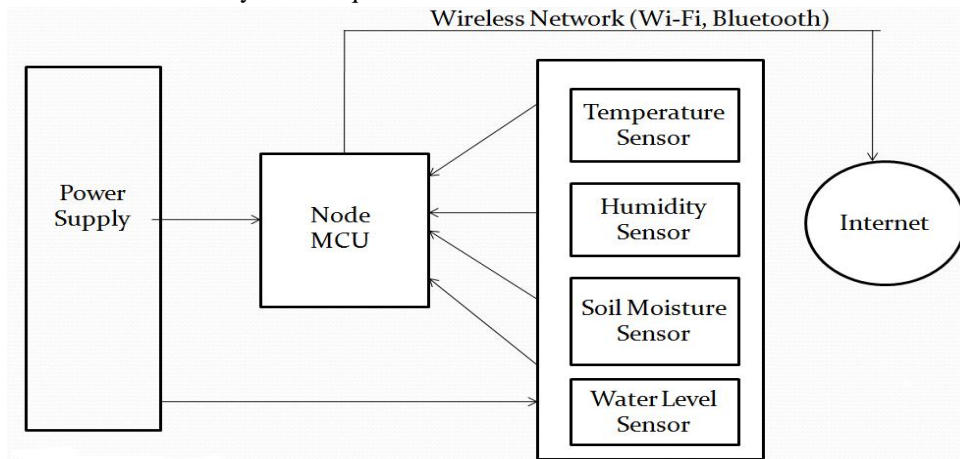 Wireless Network (Wi-Fi, Bluetooth)
Power
Supply
Node
MCU
Temperature
Sensor
Humidity
Sensor
Soil Moisture
Sensor
Water Level
Sensor
Internet